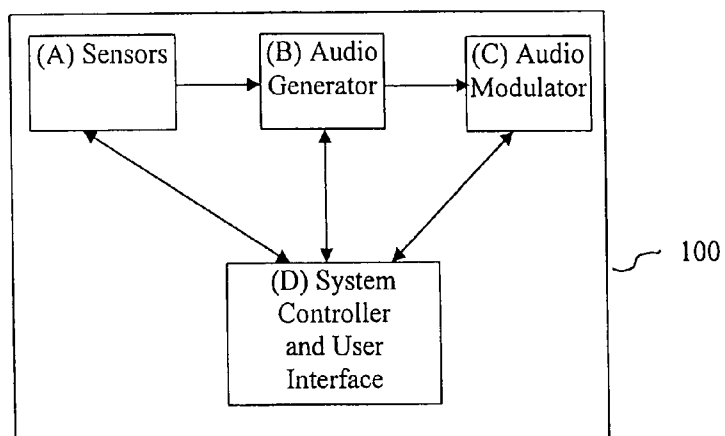 (A) Sensors
(B) Audio
Generator
(C) Audio
Modulator
(D) System
Controller
and User
Interface
100